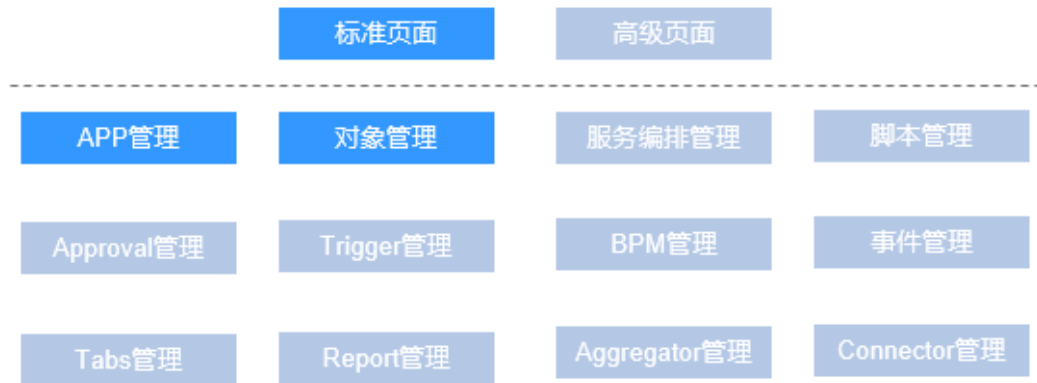 标准页面 高级页面
APP管理 对象管理 服务编排管理 脚本管理
Approval管理 Trigger管理 BPM管理 事件管理
Tabs管理 Report管理 Aggregator管理 Connector管理